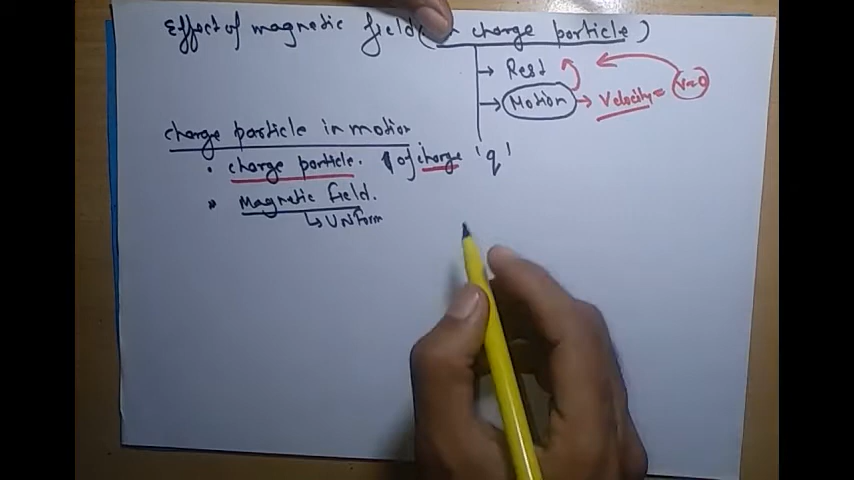 Effect of magnetic field ( charge particle )
→ Rest
→ Motion → Velocity = V=0
charge particle in motion
• charge particle. of charge 'q'
• Magnetic field.
↳ UNIform